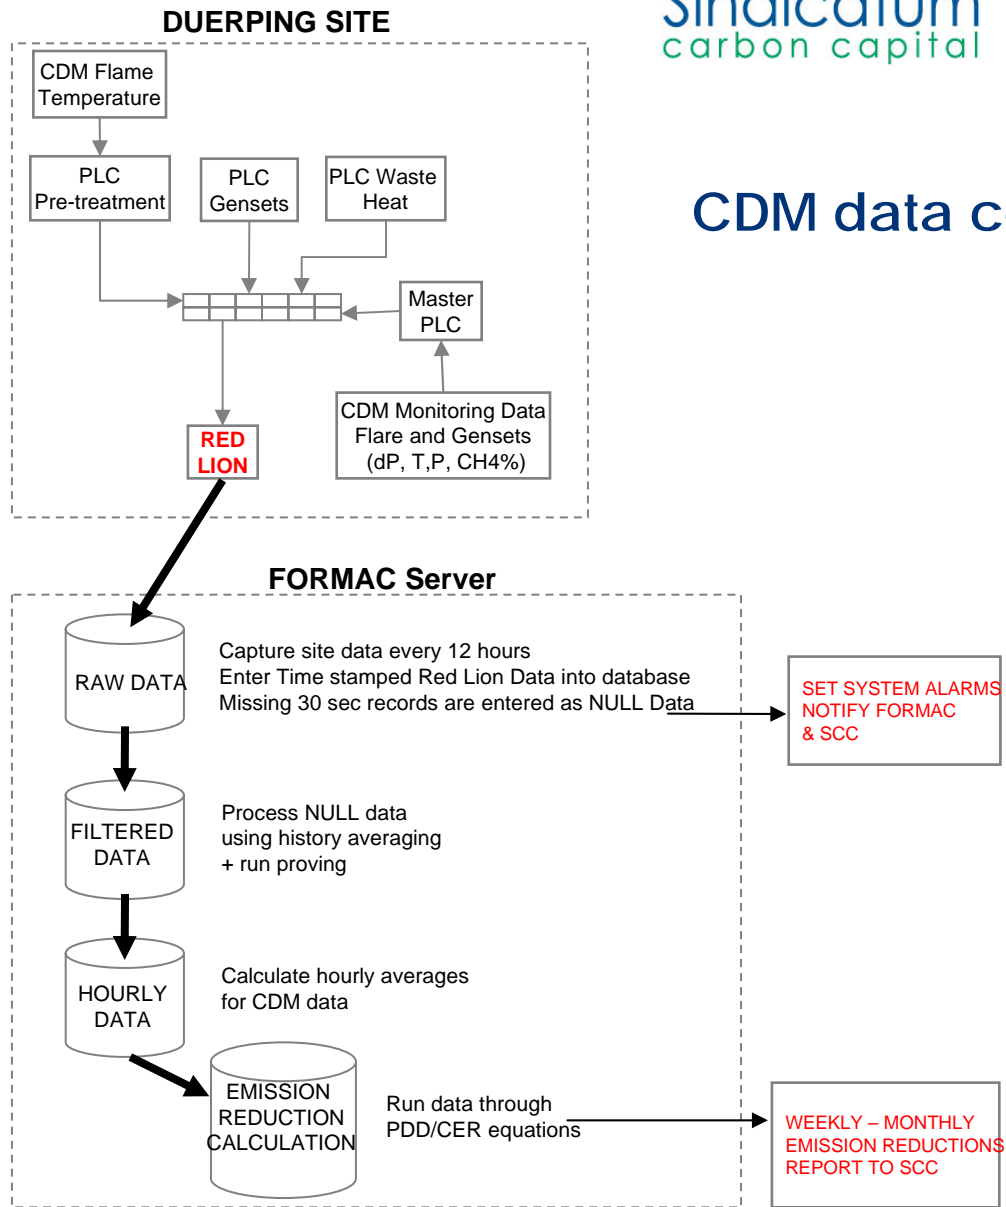 DUERPING SITE
Sindicatum
carbon capital
CDM Flame
Temperature
PLC
Pre-treatment
PLC
Gensets
PLC Waste
Heat
CDM data c
Master
PLC
CDM Monitoring Data
Flare and Gensets
(dP, T,P, CH4%)
RED
LION
FORMAC Server
RAW DATA
Capture site data every 12 hours
Enter Time stamped Red Lion Data into database
Missing 30 sec records are entered as NULL Data
SET SYSTEM ALARMS
NOTIFY FORMAC
& SCC
FILTERED
DATA
Process NULL data
using history averaging
+ run proving
HOURLY
DATA
Calculate hourly averages
for CDM data
EMISSION
REDUCTION
CALCULATION
Run data through
PDD/CER equations
WEEKLY – MONTHLY
EMISSION REDUCTIONS
REPORT TO SCC